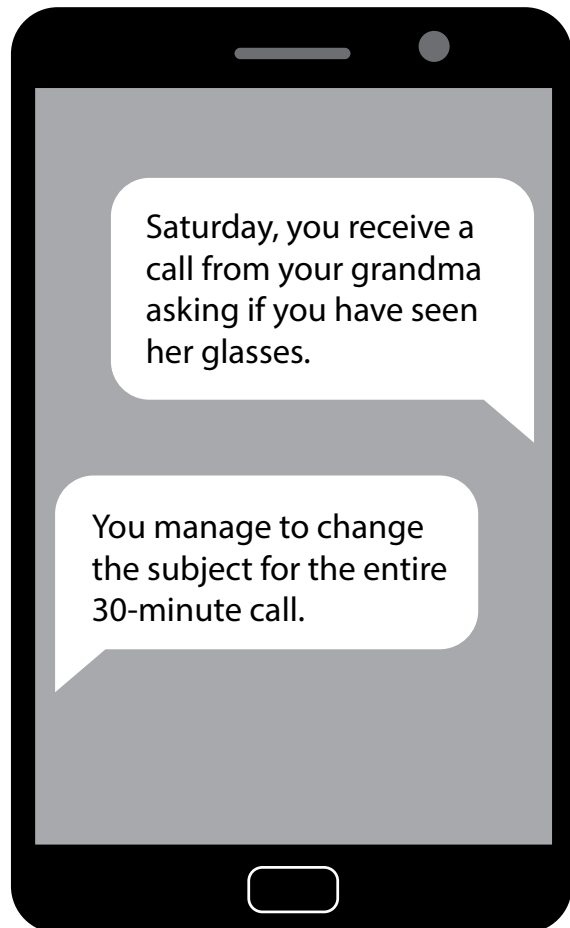 Saturday, you receive a
call from your grandma
asking if you have seen
her glasses.
You manage to change
the subject for the entire
30-minute call.